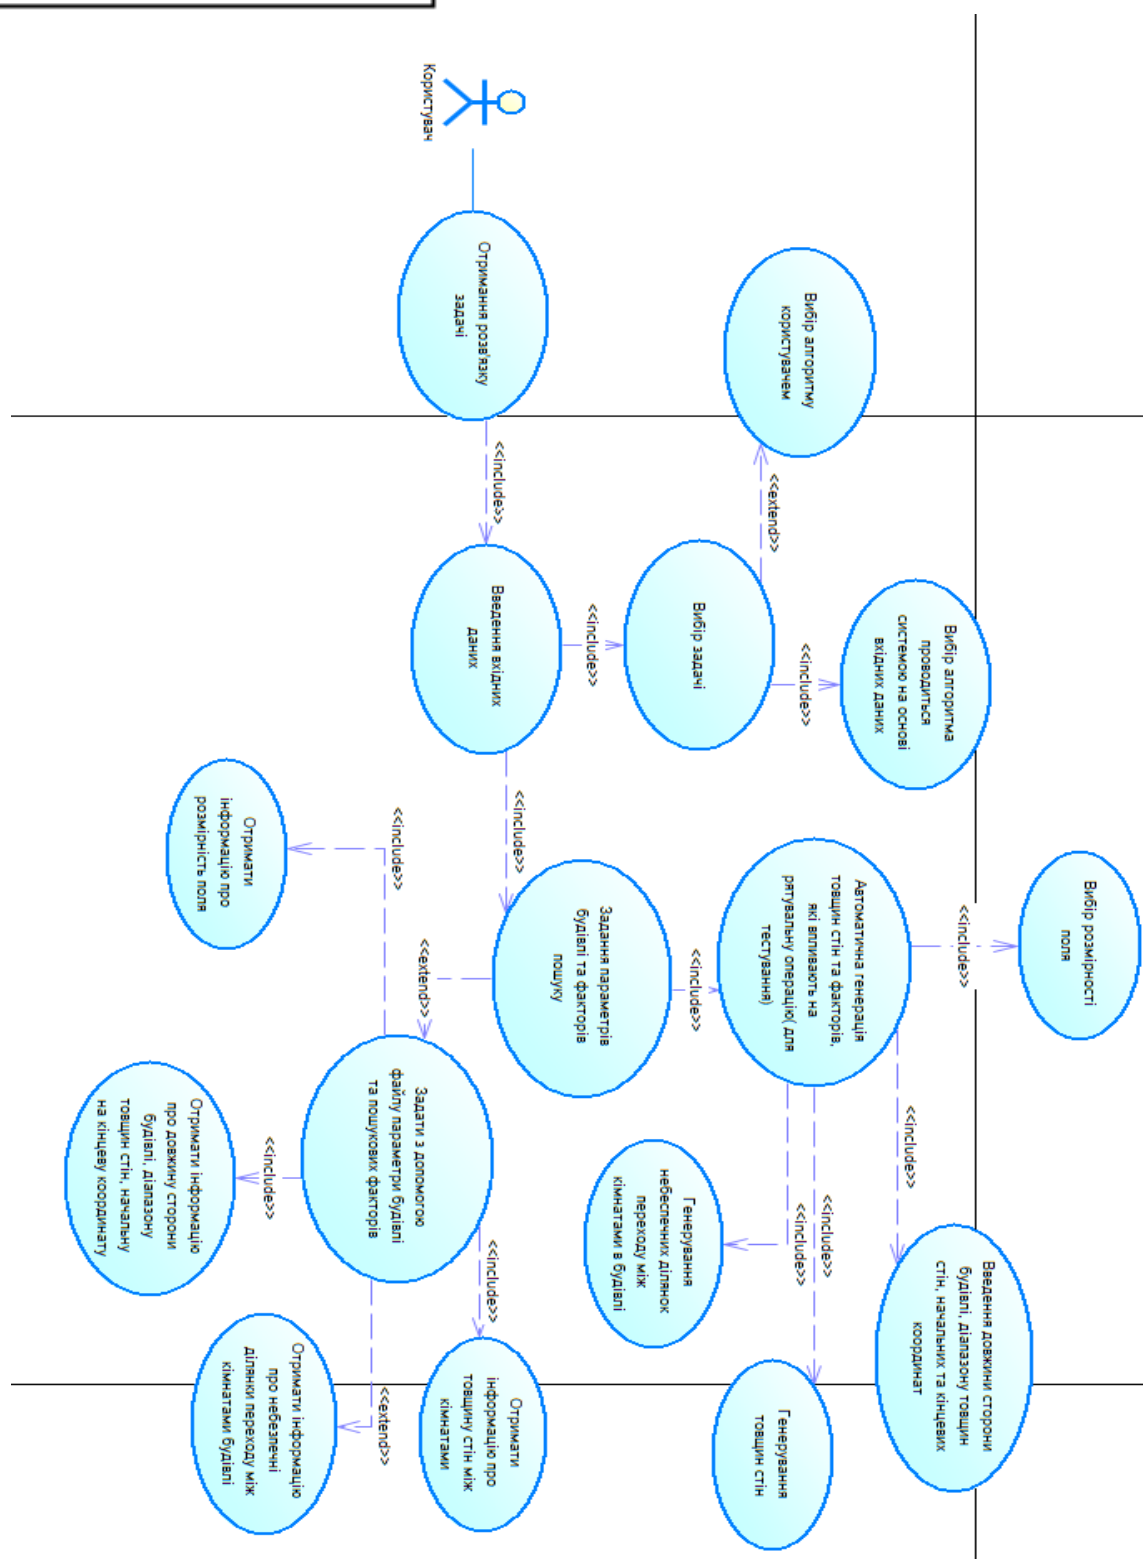 Користувач
Отримання розв'язку
задачі
<<include>>
Вибір алгоритму
користувачем
<<extend>>
Введення вхідних
даних
<<include>>
Вибір задачі
<<include>>
Вибір алгоритма
проводиться
системою на основі
вхідних даних
<<include>>
Задання параметрів
будівлі та факторів
пошуку
<<include>>
Автоматична генерація
товщин стін та факторів,
які впливають на
рятувальну операцію( для
тестування)
<<include>>
Вибір розмірності
поля
<<include>>
Введення довжини сторони
будівлі, діапазону товщин
стін, начальних та кінцевих
координат
<<include>>
<<include>>
Генерування
небезпечних ділянок
переходу між
кімнатами в будівлі
Генерування
товщин стін
<<extend>>
Задати з допомогою
файлу параметри будівлі
та пошукових факторів
<<include>>
Отримати
інформацію про
розмірність поля
<<include>>
Отримати інформацію
про довжину сторони
будівлі, діапазону
товщин стін, начальну
на кінцеву координату
<<include>>
Отримати
інформацію про
товщину стін між
кімнатами
<<extend>>
Отримати інформацію
про небезпечні
ділянки переходу між
кімнатами будівлі